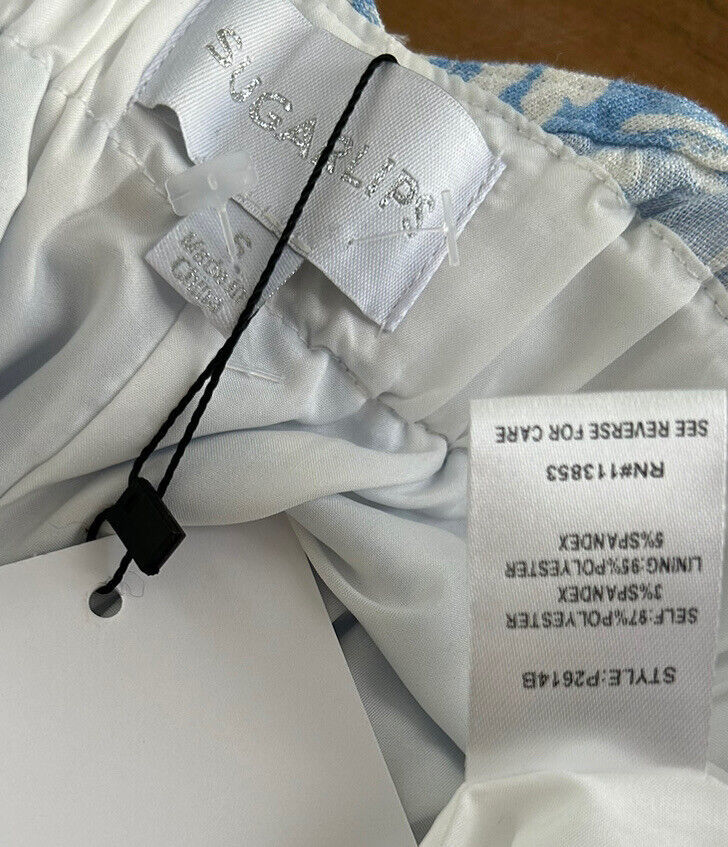 SUGARLIPS
S
Made in
China
STYLE:P2614B
SELF:97%POLYESTER
3%SPANDEX
LINING:95%POLYESTER
5%SPANDEX
RN#113853
SEE REVERSE FOR CARE